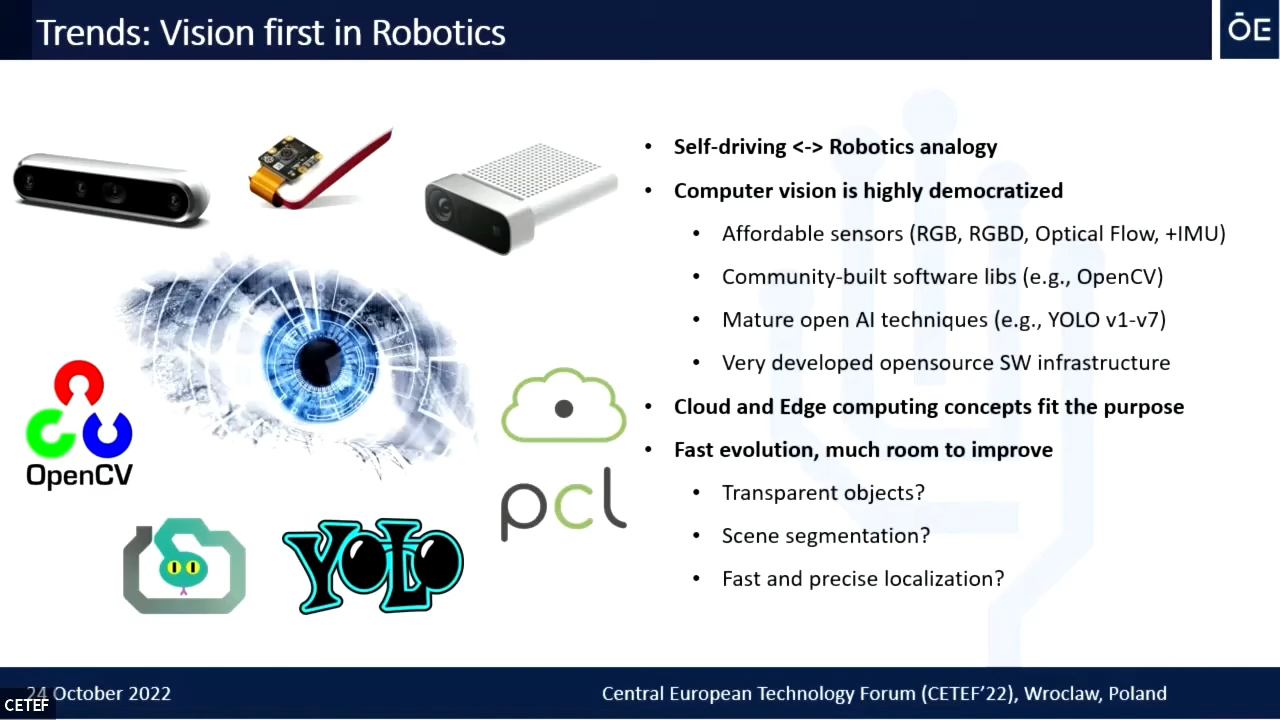 Trends: Vision first in Robotics
ŌE
• Self-driving <-> Robotics analogy
• Computer vision is highly democratized
• Affordable sensors (RGB, RGBD, Optical Flow, +IMU)
• Community-built software libs (e.g., OpenCV)
• Mature open AI techniques (e.g., YOLO v1-v7)
• Very developed opensource SW infrastructure
• Cloud and Edge computing concepts fit the purpose
• Fast evolution, much room to improve
• Transparent objects?
• Scene segmentation?
• Fast and precise localization?
OpenCV
pcl
YOLO
24 October 2022
Central European Technology Forum (CETEF’22), Wroclaw, Poland
CETEF